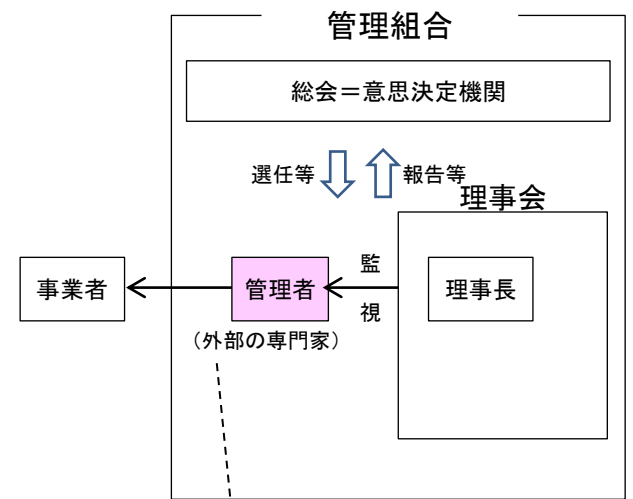 管理組合
総会＝意思決定機関
選任等
報告等
理事会
事業者
管理者
監視
理事長
（外部の専門家）